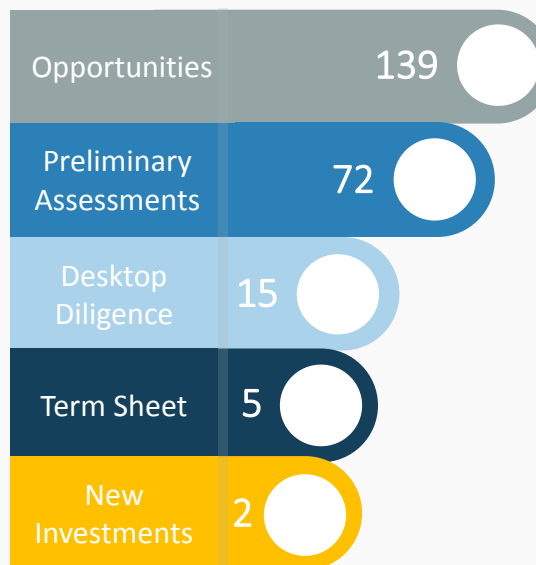 Opportunities 139
Preliminary
Assessments
72
Desktop
Diligence
15
Term Sheet 5
New
Investments
2